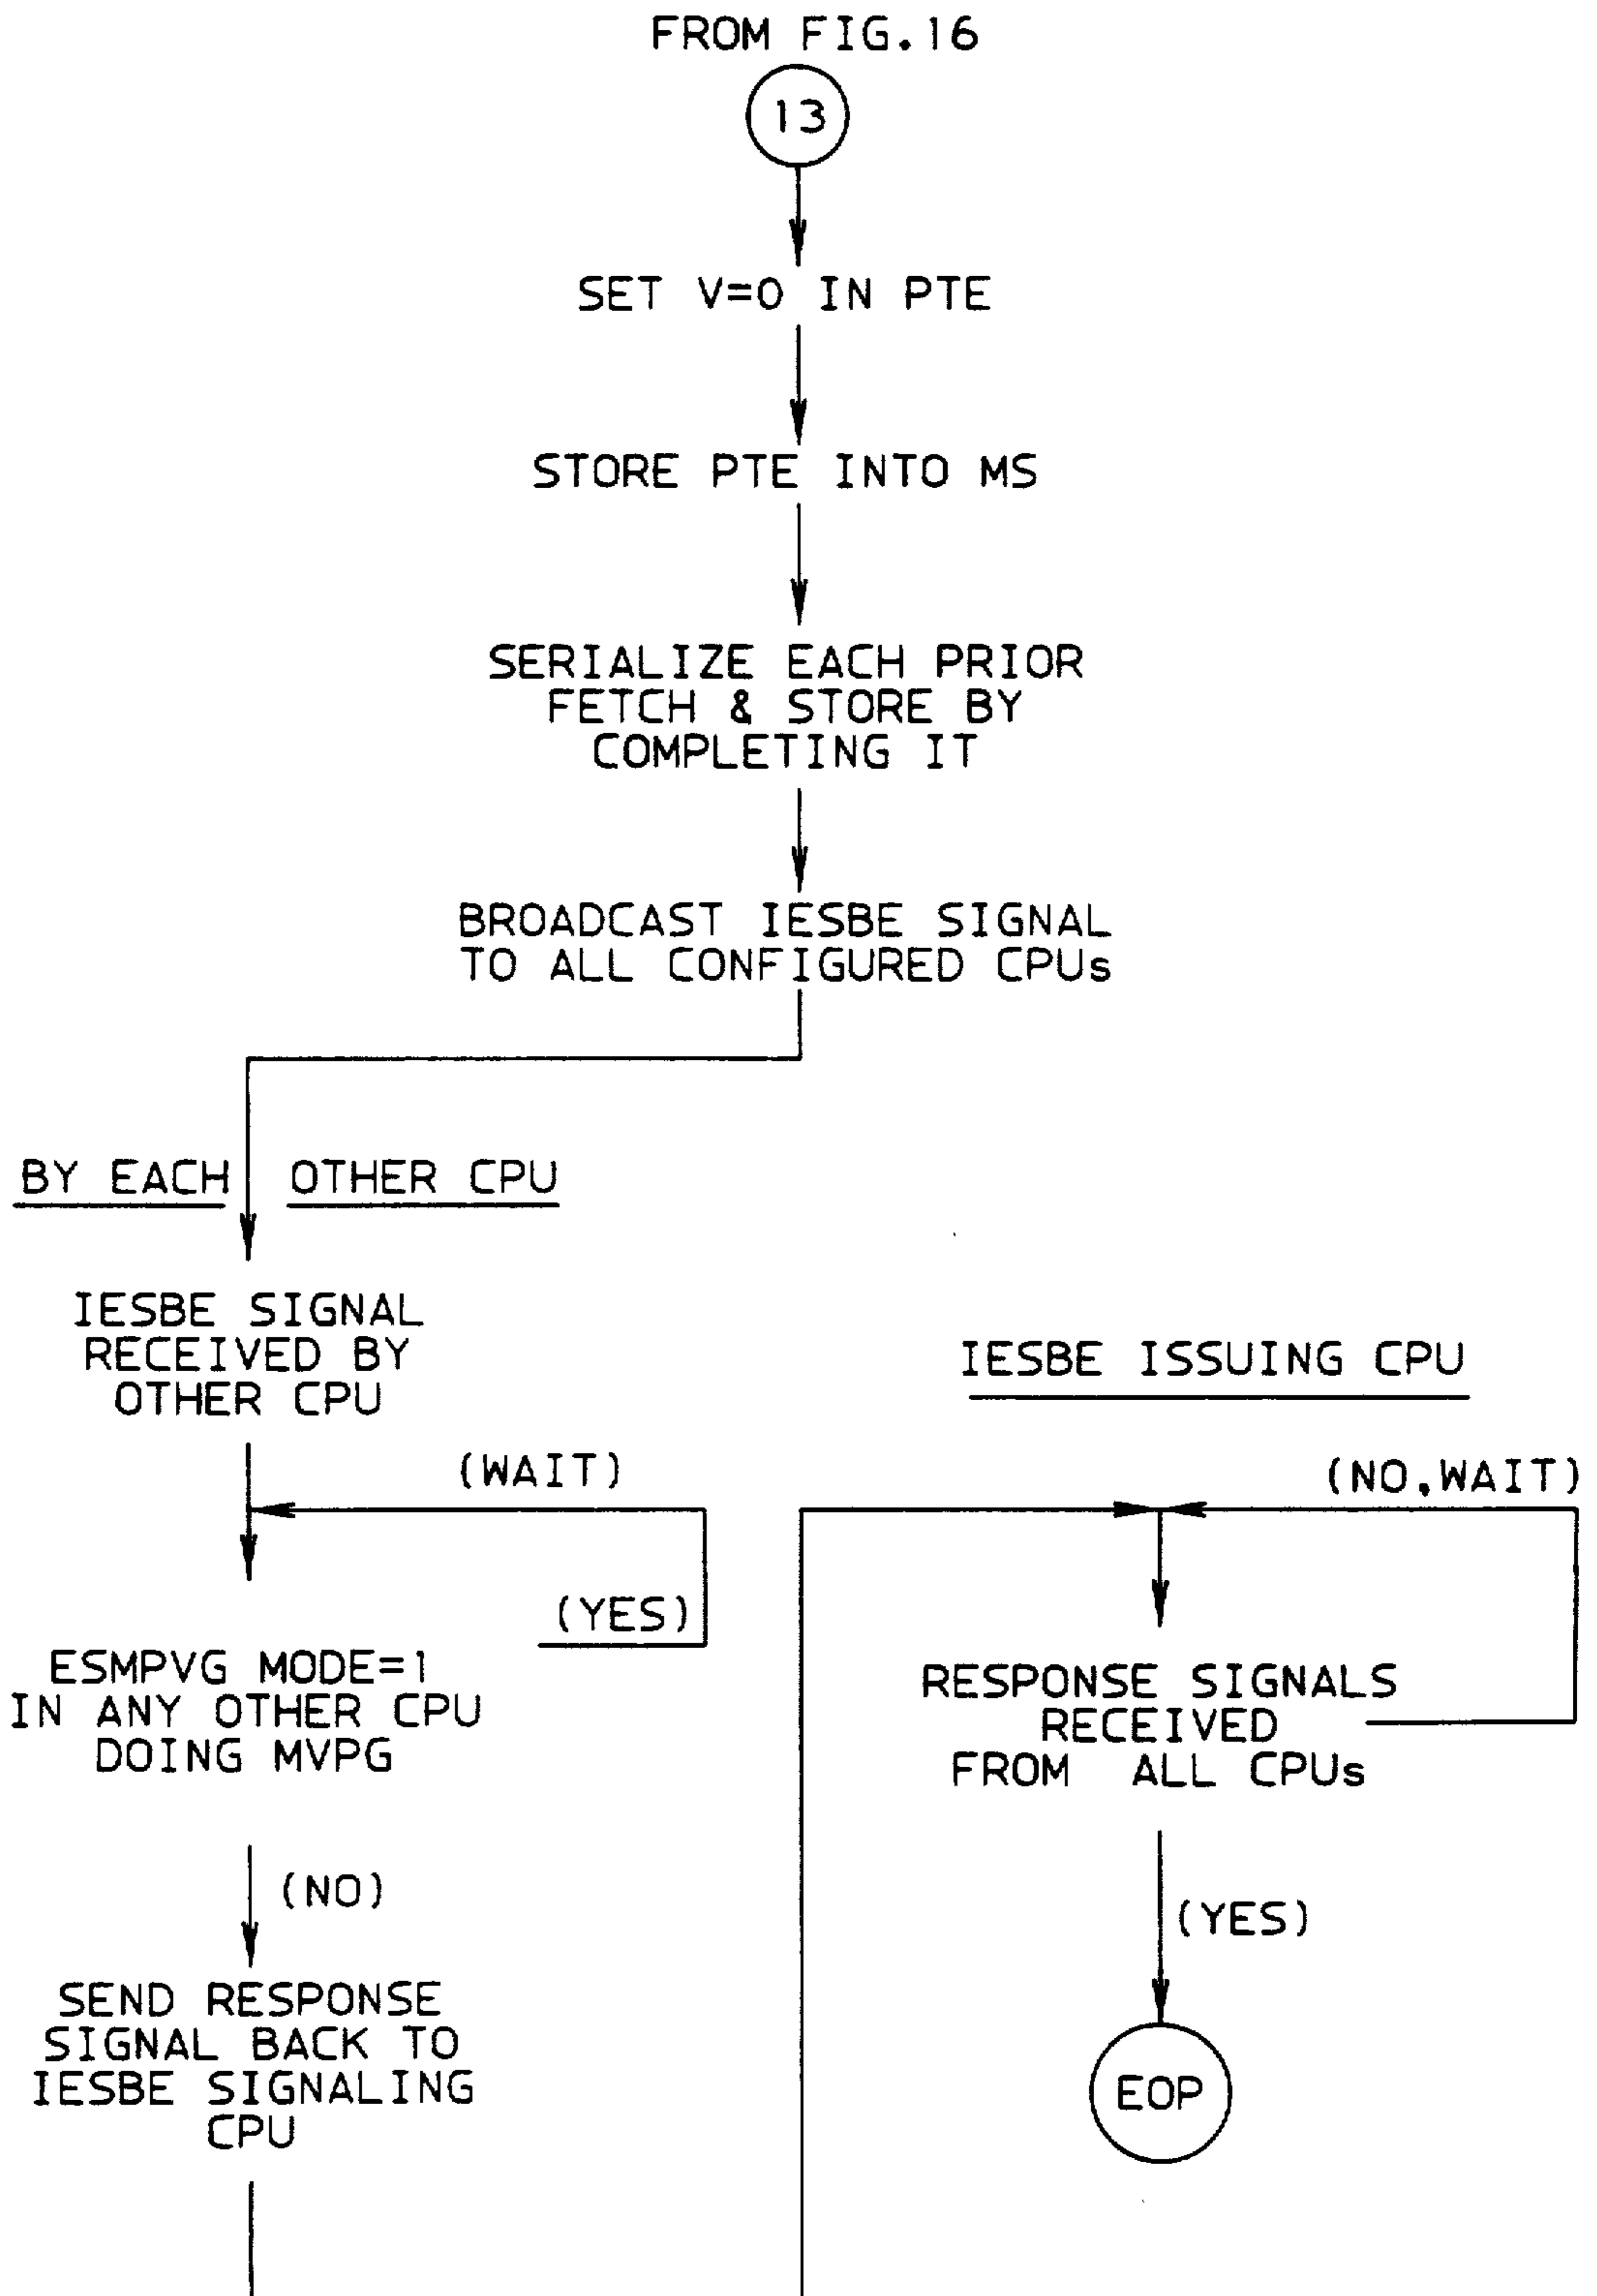 FROM FIG.16
13
SET V=0 IN PTE
STORE PTE INTO MS
SERIALIZE EACH PRIOR
FETCH & STORE BY
COMPLETING IT
BROADCAST IESBE SIGNAL
TO ALL CONFIGURED CPUs
BY EACH OTHER CPU
IESBE SIGNAL
RECEIVED BY
OTHER CPU
(WAIT)
(YES)
ESMPVG MODE=1
IN ANY OTHER CPU
DOING MVPG
(NO)
SEND RESPONSE
SIGNAL BACK TO
IESBE SIGNALING
CPU
IESBE ISSUING CPU
(NO,WAIT)
RESPONSE SIGNALS
RECEIVED
FROM ALL CPUs
(YES)
EOP